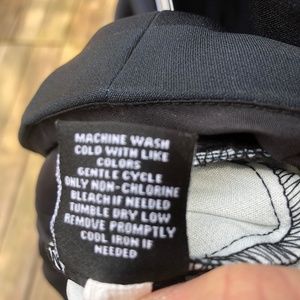 MACHINE WASH
COLD WITH LIKE
COLORS
GENTLE CYCLE
ONLY NON-CHLORINE
BLEACH IF NEEDED
TUMBLE DRY LOW
REMOVE PROMPTLY
COOL IRON IF
NEEDED